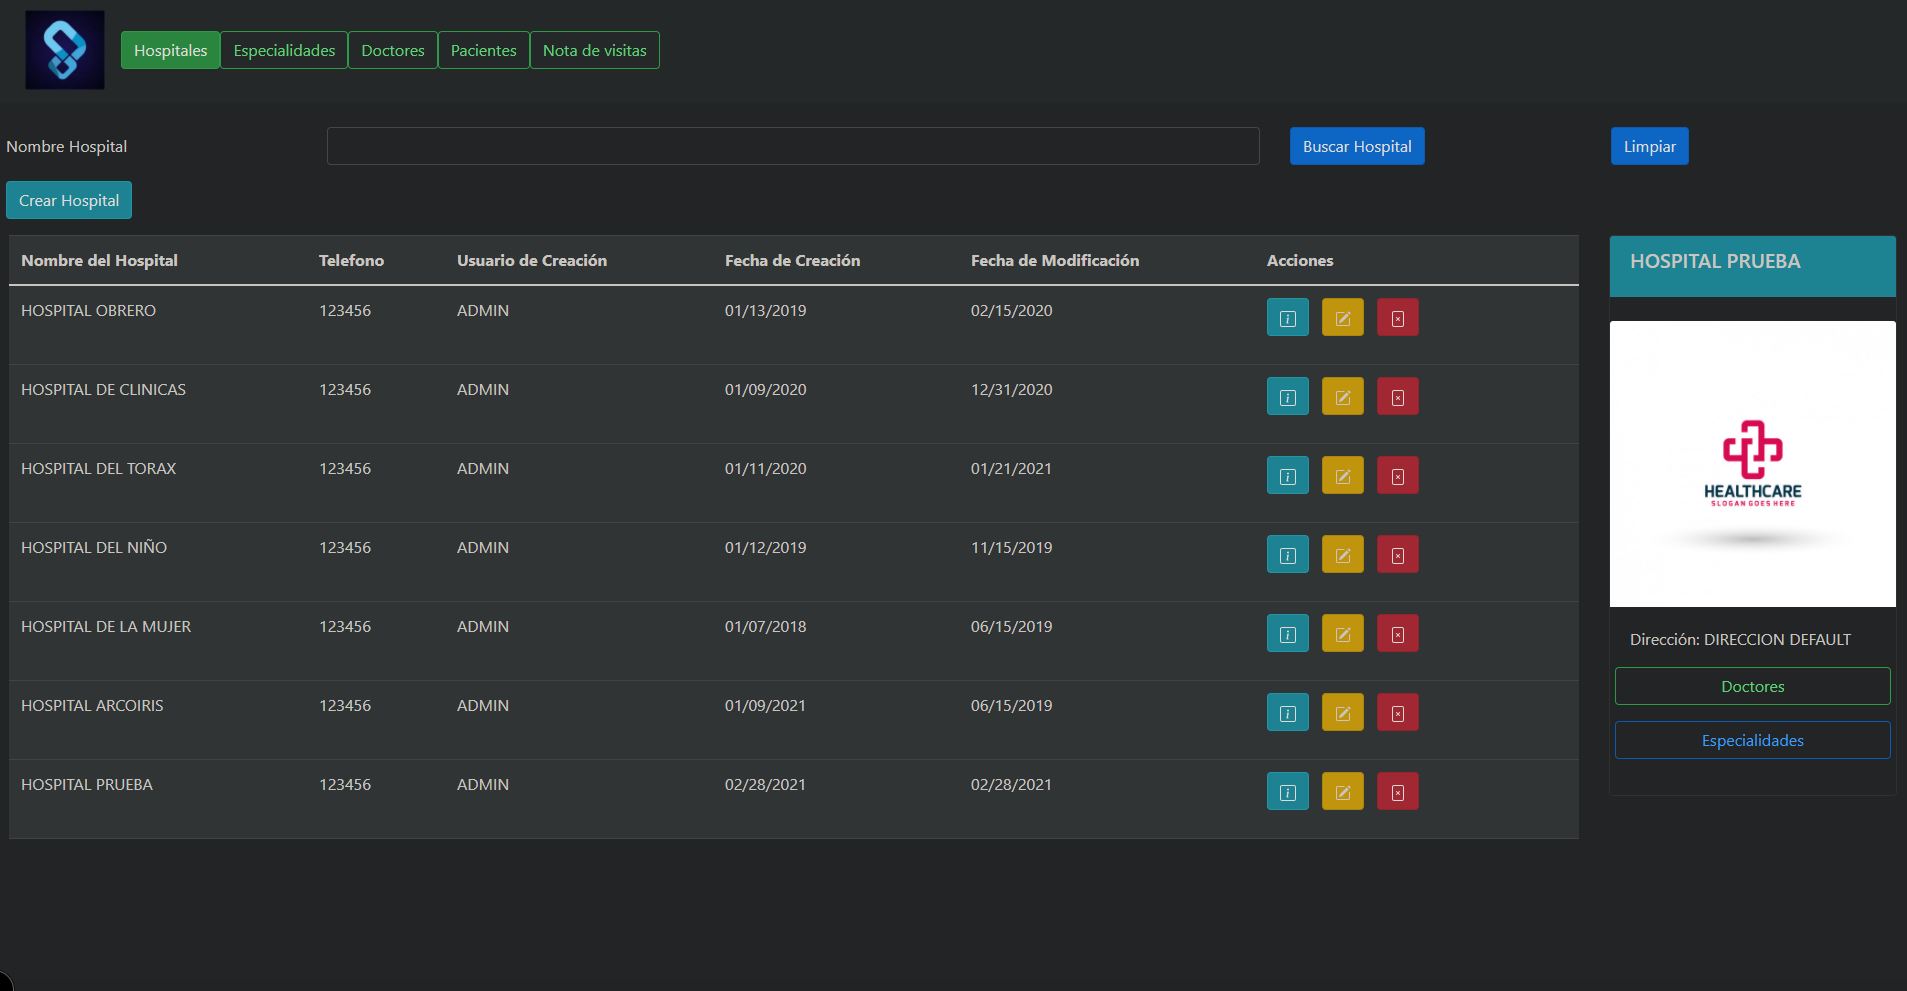 Hospitales Especialidades Doctores Pacientes Nota de visitas
Nombre Hospital Buscar Hospital Limpiar
Crear Hospital
Nombre del Hospital Telefono Usuario de Creación Fecha de Creación Fecha de Modificación Acciones
HOSPITAL OBRERO 123456 ADMIN 01/13/2019 02/15/2020
HOSPITAL DE CLINICAS 123456 ADMIN 01/09/2020 12/31/2020
HOSPITAL DEL TORAX 123456 ADMIN 01/11/2020 01/21/2021
HOSPITAL DEL NIÑO 123456 ADMIN 01/12/2019 11/15/2019
HOSPITAL DE LA MUJER 123456 ADMIN 01/07/2018 06/15/2019
HOSPITAL ARCOIRIS 123456 ADMIN 01/09/2021 06/15/2019
HOSPITAL PRUEBA 123456 ADMIN 02/28/2021 02/28/2021
HOSPITAL PRUEBA
HEALTHCARE
SLOGAN GOES HERE
Dirección: DIRECCION DEFAULT
Doctores
Especialidades